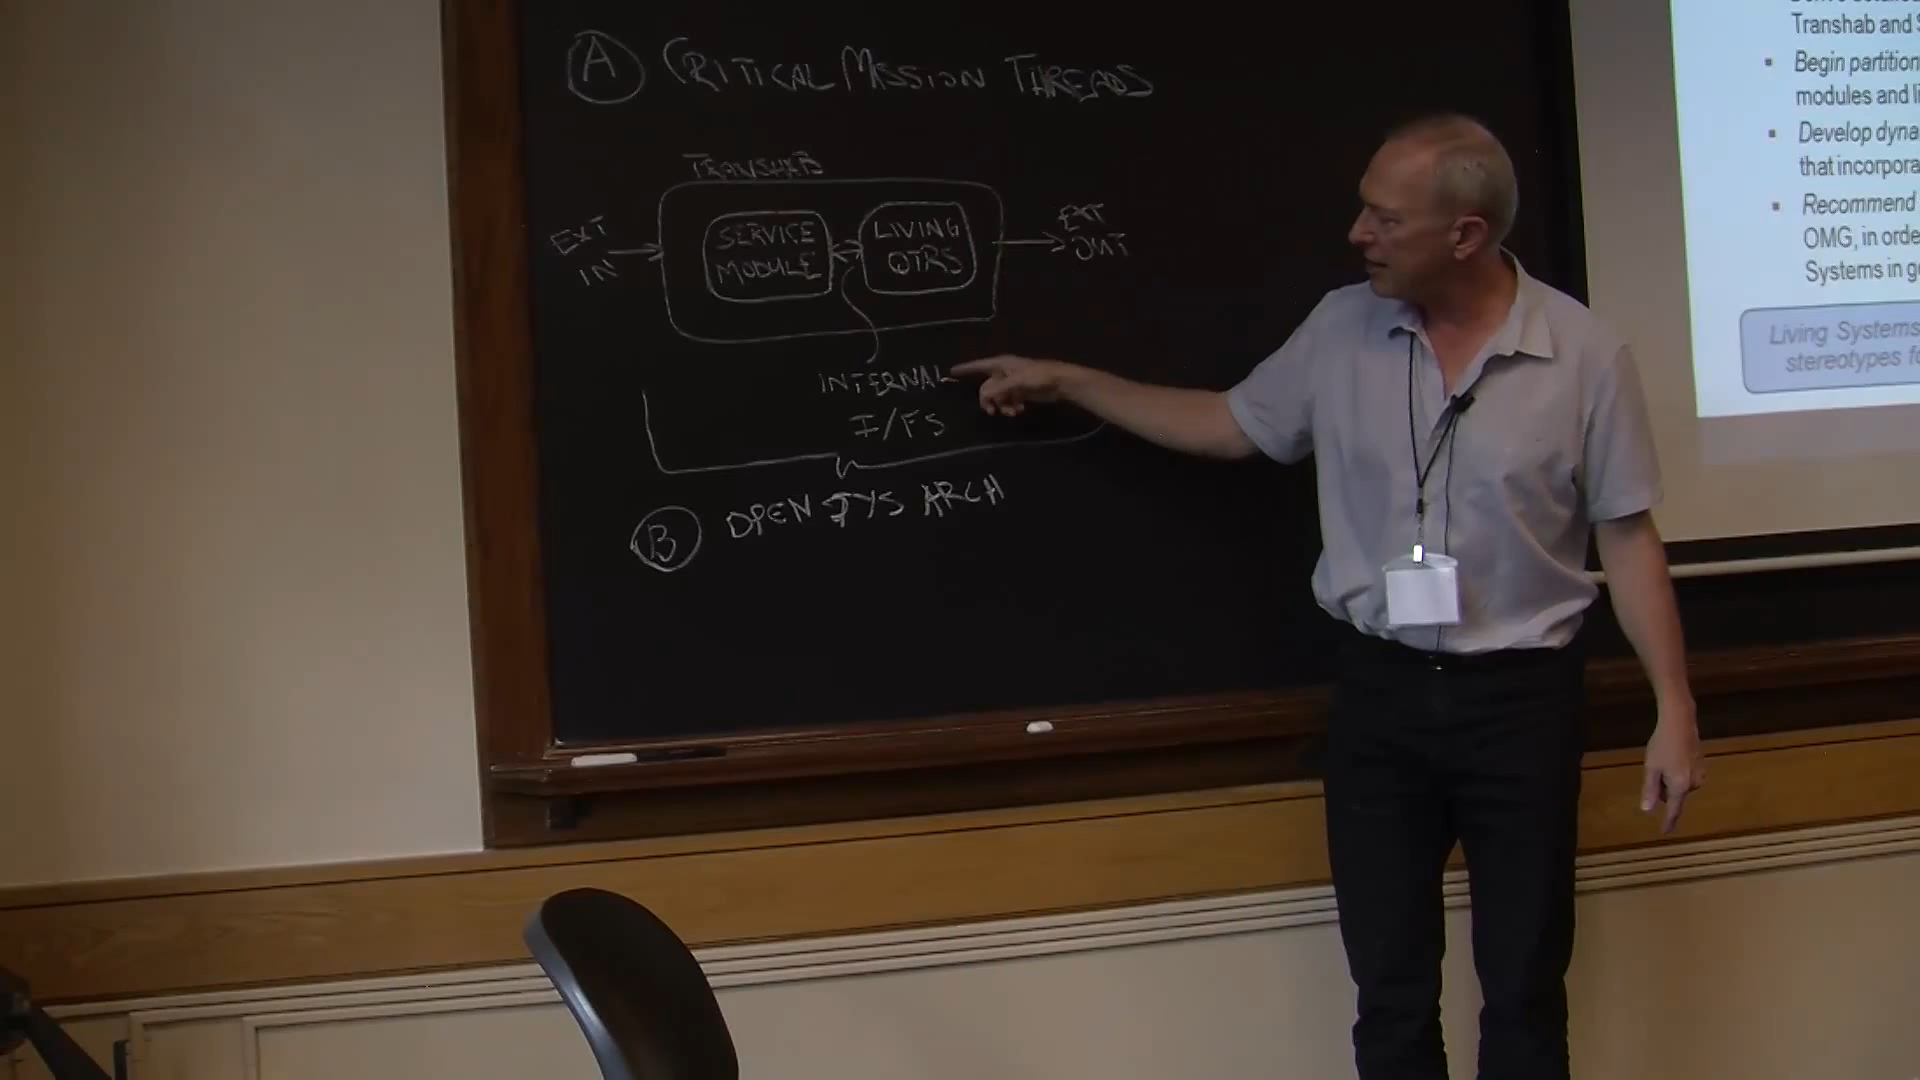 A CRITICAL MISSION THREADS
TRANSHAB
EXT
IN
SERVICE
MODULE
LIVING
QTRS
EXT
OUT
INTERNAL
I/FS
B OPEN SYS ARCH
Transhab and
Begin partition
modules and
Develop dyna
that incorpora
Recommend
OMG, in orde
Systems in
Living Systems
stereotypes